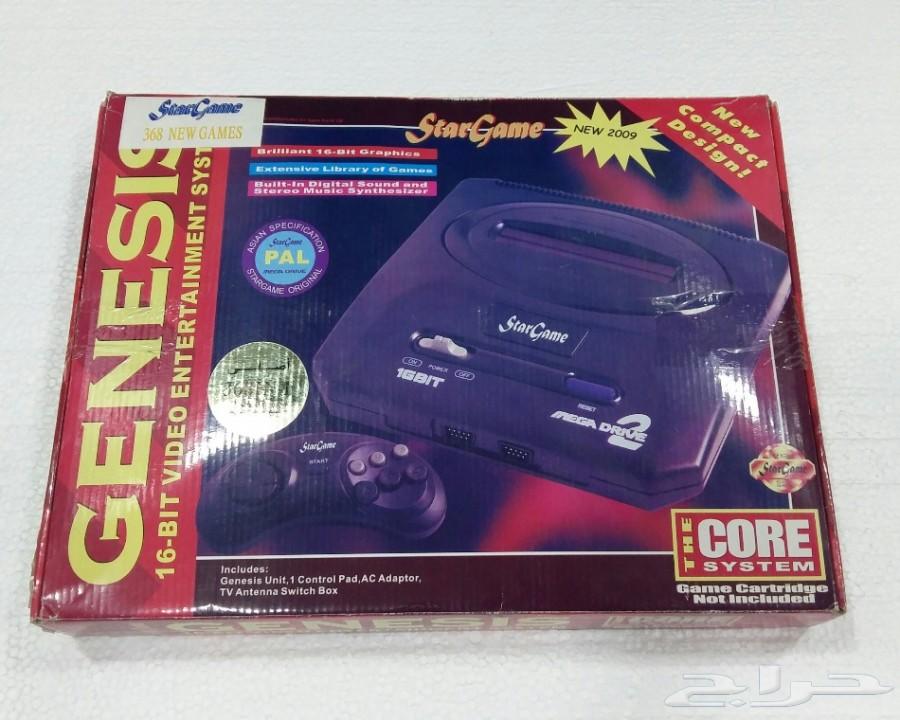 StarGame
368 NEW GAMES
GENESIS
16-BIT VIDEO ENTERTAINMENT SYST
StarGame
NEW 2009
New
Compact
Design!
Brilliant 16-Bit Graphics
Extensive Library of Games
Built-In Digital Sound and
Stereo Music Synthesizer
ASIAN SPECIFICATION
StarGame
PAL
MEGA DRIVE
STARGAME ORIGINAL
StarGame
ON
POWER
OFF
16BIT
RESET
MEGA DRIVE 2
StarGame
START
StarGame
THE
CORE
SYSTEM
Game Cartridge
Not Included
Includes:
Genesis Unit,1 Control Pad,AC Adaptor,
TV Antenna Switch Box
GENESIS
حراج